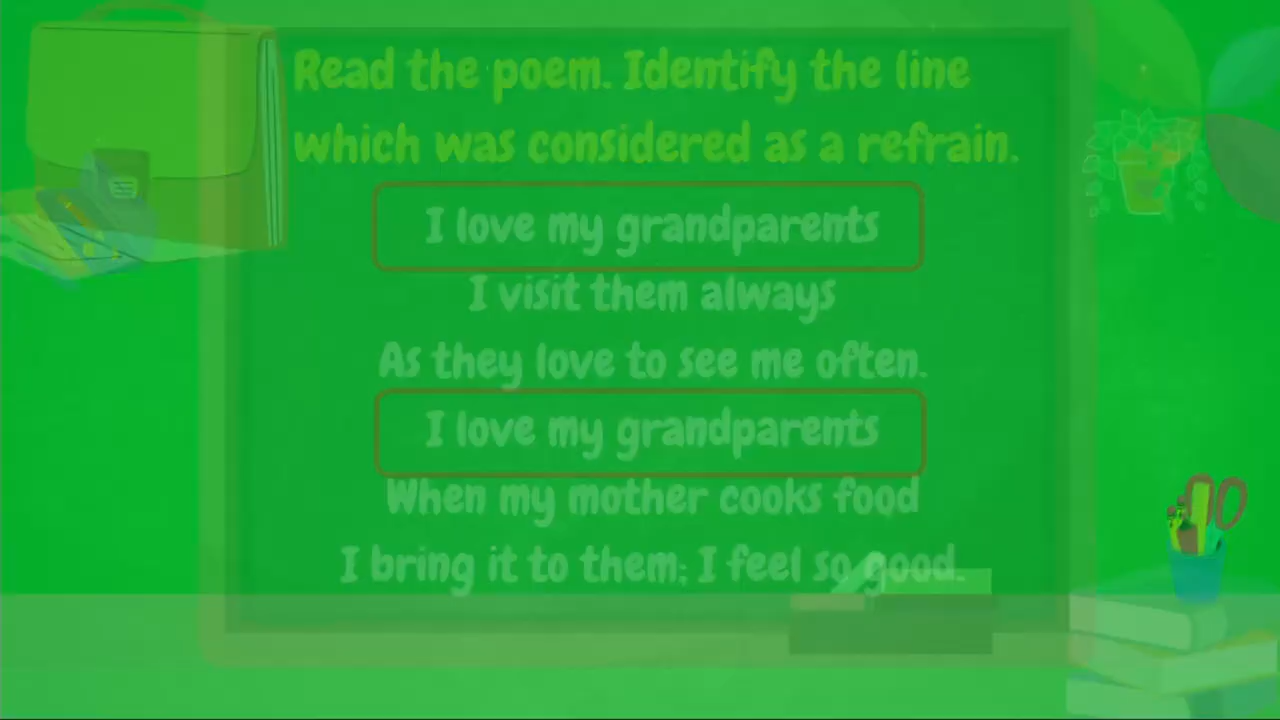 Read the poem. Identify the line
which was considered as a refrain.
I love my grandparents
I visit them always
As they love to see me often.
I love my grandparents
When my mother cooks food
I bring it to them; I feel so good.